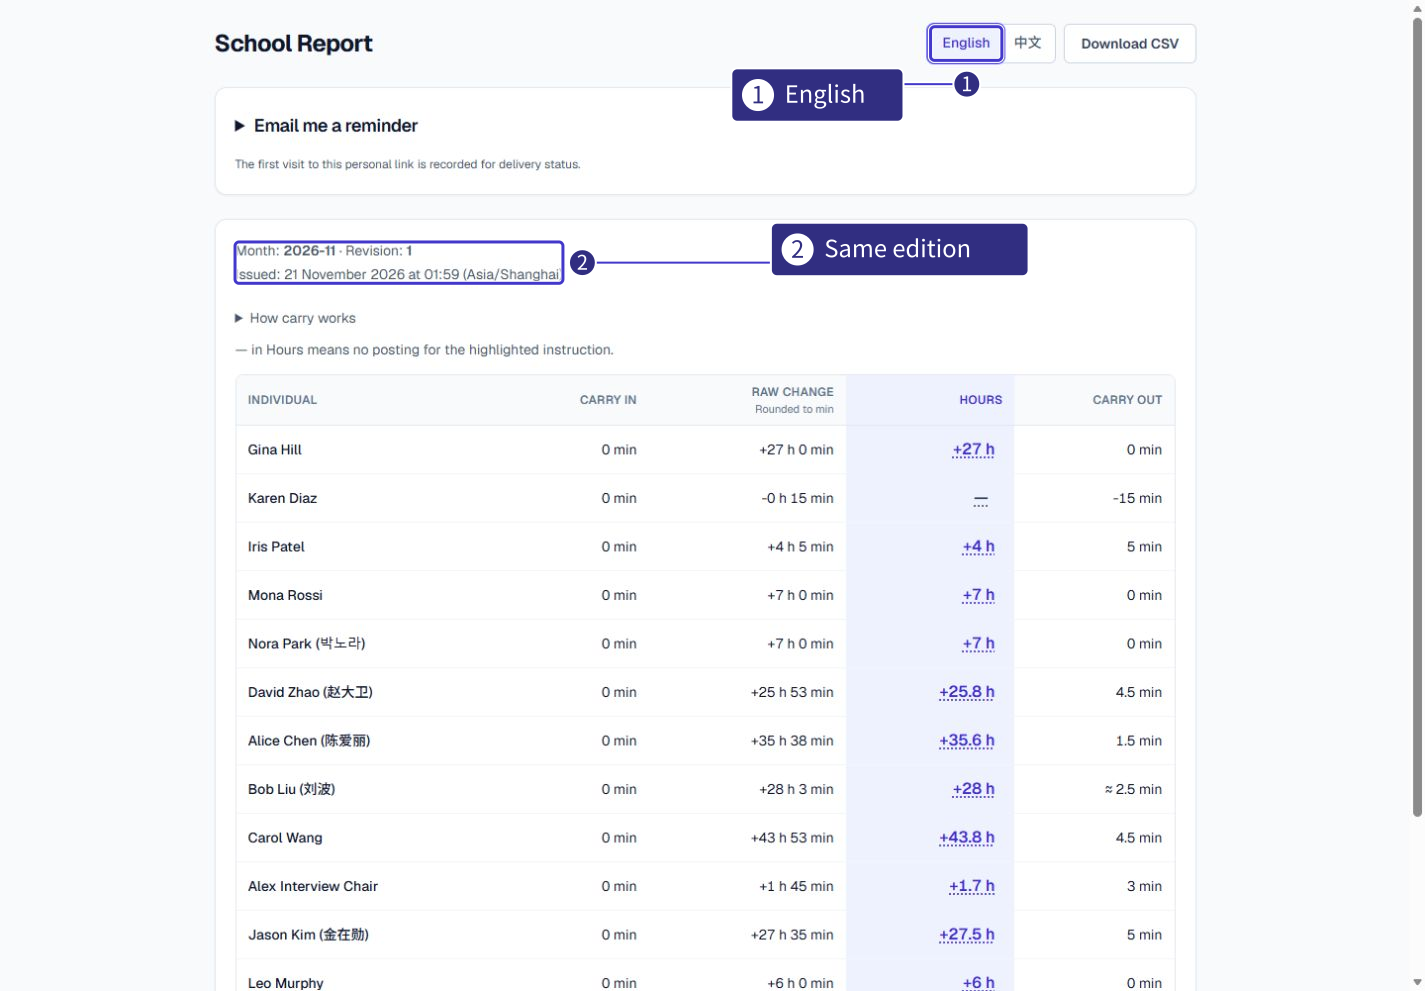 School Report
English
中文
Download CSV
1 English
1
Email me a reminder
The first visit to this personal link is recorded for delivery status.
Month: 2026-11 · Revision: 1
Issued: 21 November 2026 at 01:59 (Asia/Shanghai)
2
2 Same edition
How carry works
— in Hours means no posting for the highlighted instruction.
INDIVIDUAL CARRY IN RAW CHANGE HOURS CARRY OUT
Rounded to min
Gina Hill 0 min +27 h 0 min +27 h 0 min
Karen Diaz 0 min -0 h 15 min — -15 min
Iris Patel 0 min +4 h 5 min +4 h 5 min
Mona Rossi 0 min +7 h 0 min +7 h 0 min
Nora Park (박노라) 0 min +7 h 0 min +7 h 0 min
David Zhao (赵大卫) 0 min +25 h 53 min +25.8 h 4.5 min
Alice Chen (陈爱丽) 0 min +35 h 38 min +35.6 h 1.5 min
Bob Liu (刘波) 0 min +28 h 3 min +28 h ≈ 2.5 min
Carol Wang 0 min +43 h 53 min +43.8 h 4.5 min
Alex Interview Chair 0 min +1 h 45 min +1.7 h 3 min
Jason Kim (金在勋) 0 min +27 h 35 min +27.5 h 5 min
Leo Murphy 0 min +6 h 0 min +6 h 0 min